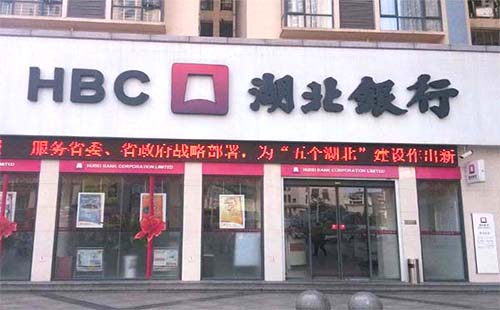 HBC 湖北銀行
服务省委、省政府战略部署，为“五个湖北”建设作出新
HUBEI BANK CORPORATION LIMITED
HUBEI BANK CORPORATION LIMITED